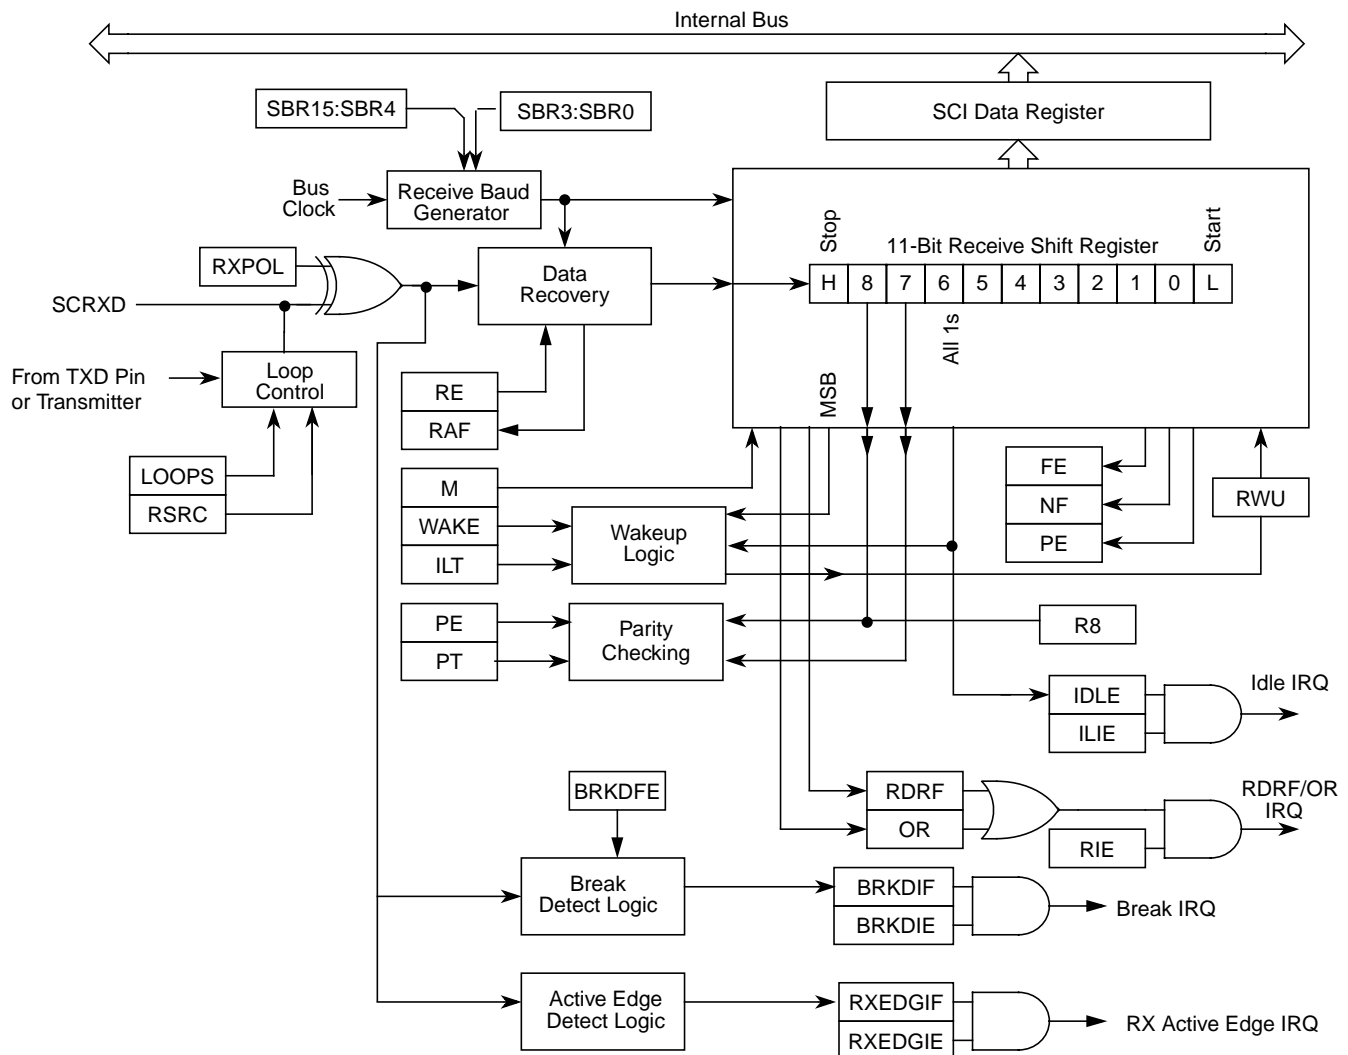 Internal Bus
SBR15:SBR4
SBR3:SBR0
SCI Data Register
Bus
Clock
Receive Baud
Generator
Stop
11-Bit Receive Shift Register
Start
H 8 7 6 5 4 3 2 1 0 L
All 1s
MSB
RXPOL
Data
Recovery
SCRXD
From TXD Pin
or Transmitter
Loop
Control
RE
RAF
LOOPS
RSRC
M
WAKE
ILT
Wakeup
Logic
FE
NF
PE
RWU
PE
PT
Parity
Checking
R8
IDLE
ILIE
Idle IRQ
BRKDFE
RDRF
OR
RIE
RDRF/OR
IRQ
Break
Detect Logic
BRKDIF
BRKDIE
Break IRQ
Active Edge
Detect Logic
RXEDGIF
RXEDGIE
RX Active Edge IRQ